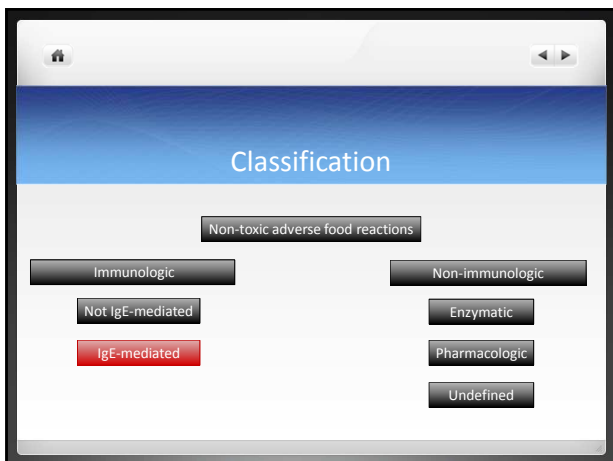 Classification
Non-toxic adverse food reactions
Immunologic
Non-immunologic
Not IgE-mediated
Enzymatic
IgE-mediated
Pharmacologic
Undefined